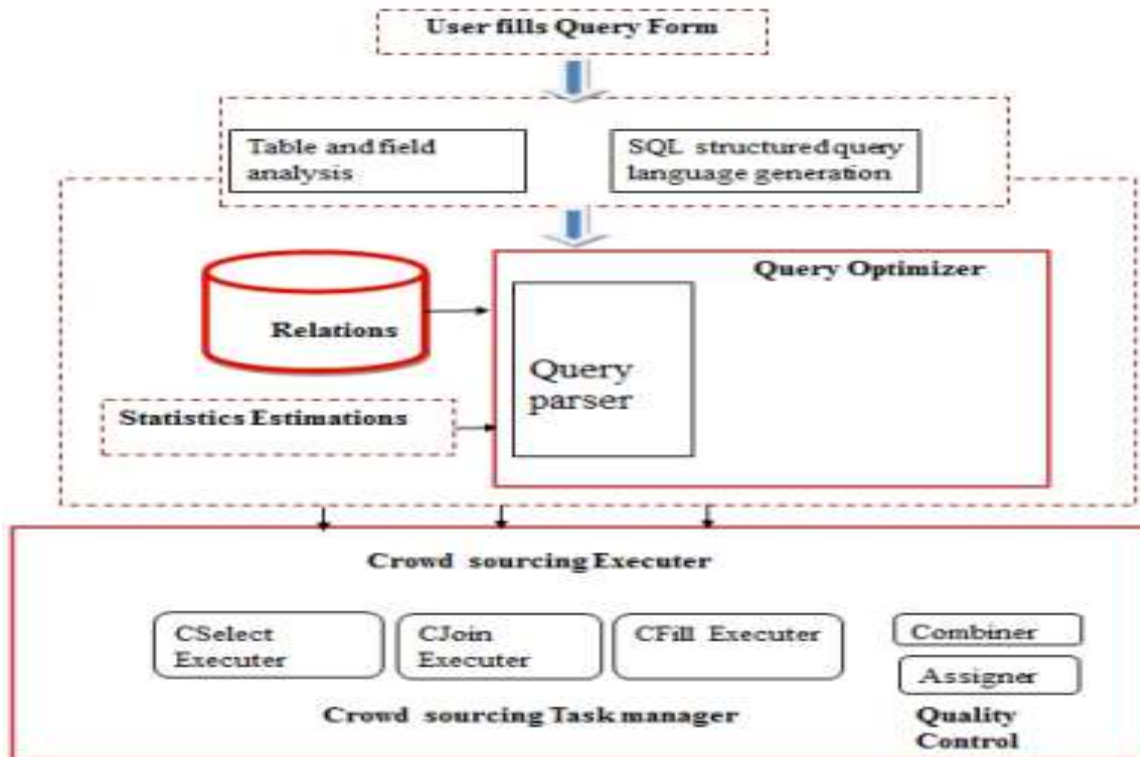 User fills Query Form
Table and field
analysis
SQL structured query
language generation
Query Optimizer
Relations
Query
parser
Statistics Estimations
Crowd sourcing Executer
CSelect
Executer
CJoin
Executer
CFill Executer
Combiner
Assigner
Crowd sourcing Task manager
Quality
Control